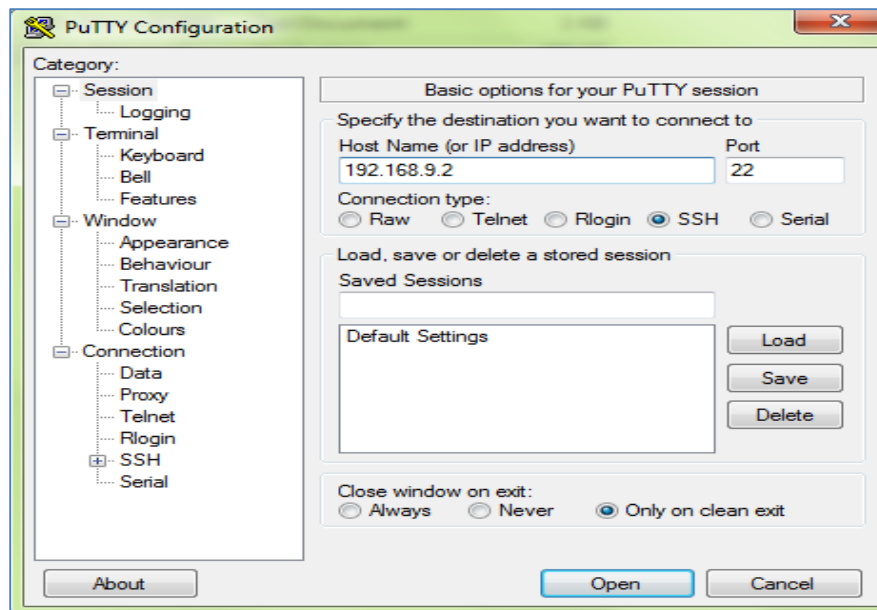 PuTTY Configuration
Category:
Session
Logging
Terminal
Keyboard
Bell
Features
Window
Appearance
Behaviour
Translation
Selection
Colours
Connection
Data
Proxy
Telnet
Rlogin
SSH
Serial
Basic options for your PuTTY session
Specify the destination you want to connect to
Host Name (or IP address) Port
192.168.9.2 22
Connection type:
Raw Telnet Rlogin SSH Serial
Load, save or delete a stored session
Saved Sessions
Default Settings
Load
Save
Delete
Close window on exit:
Always Never Only on clean exit
About Open Cancel